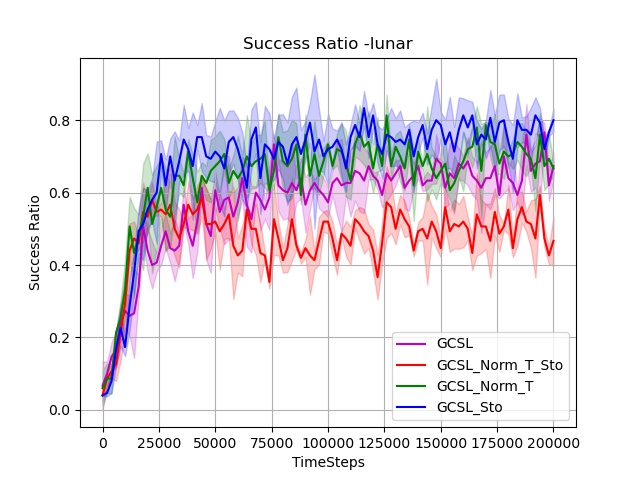 Success Ratio -lunar
Success Ratio
0.8
0.6
0.4
0.2
0.0
GCSL
GCSL_Norm_T_Sto
GCSL_Norm_T
GCSL_Sto
0 25000 50000 75000 100000 125000 150000 175000 200000
TimeSteps